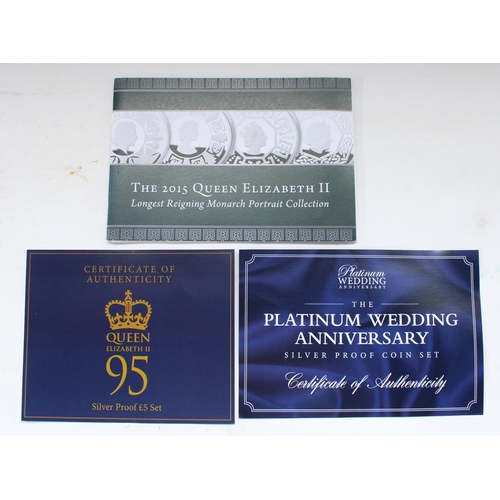 THE 2015 QUEEN ELIZABETH II
Longest Reigning Monarch Portrait Collection
CERTIFICATE OF
AUTHENTICITY
QUEEN
ELIZABETH II
95
Silver Proof £5 Set
Platinum
WEDDING
ANNIVERSARY
THE
PLATINUM WEDDING
ANNIVERSARY
SILVER PROOF COIN SET
Certificate of Authenticity